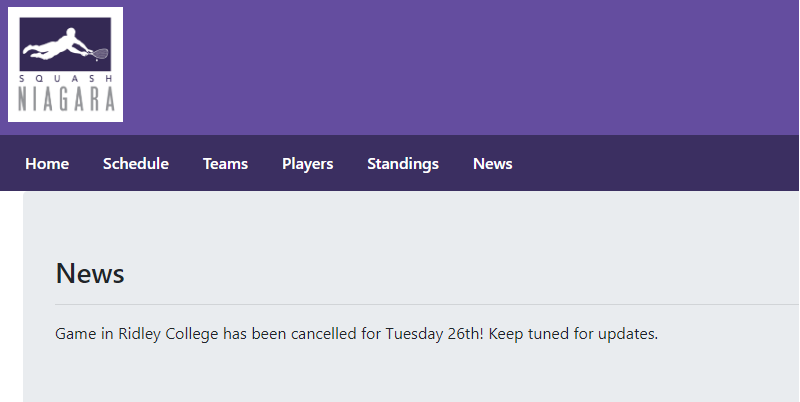 SQUASH
NIAGARA
Home Schedule Teams Players Standings News
News
Game in Ridley College has been cancelled for Tuesday 26th! Keep tuned for updates.